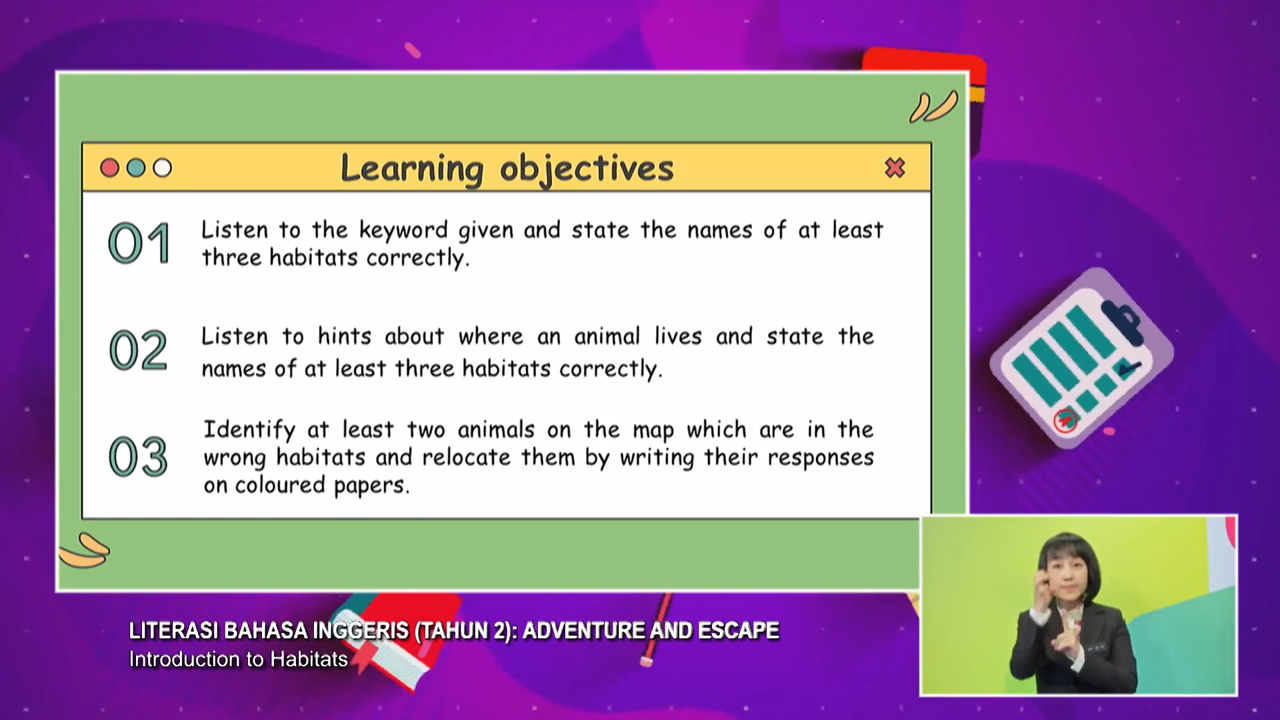 Learning objectives
01
Listen to the keyword given and state the names of at least
three habitats correctly.
02
Listen to hints about where an animal lives and state the
names of at least three habitats correctly.
03
Identify at least two animals on the map which are in the
wrong habitats and relocate them by writing their responses
on coloured papers.
LITERASI BAHASA INGGERIS (TAHUN 2): ADVENTURE AND ESCAPE
Introduction to Habitats